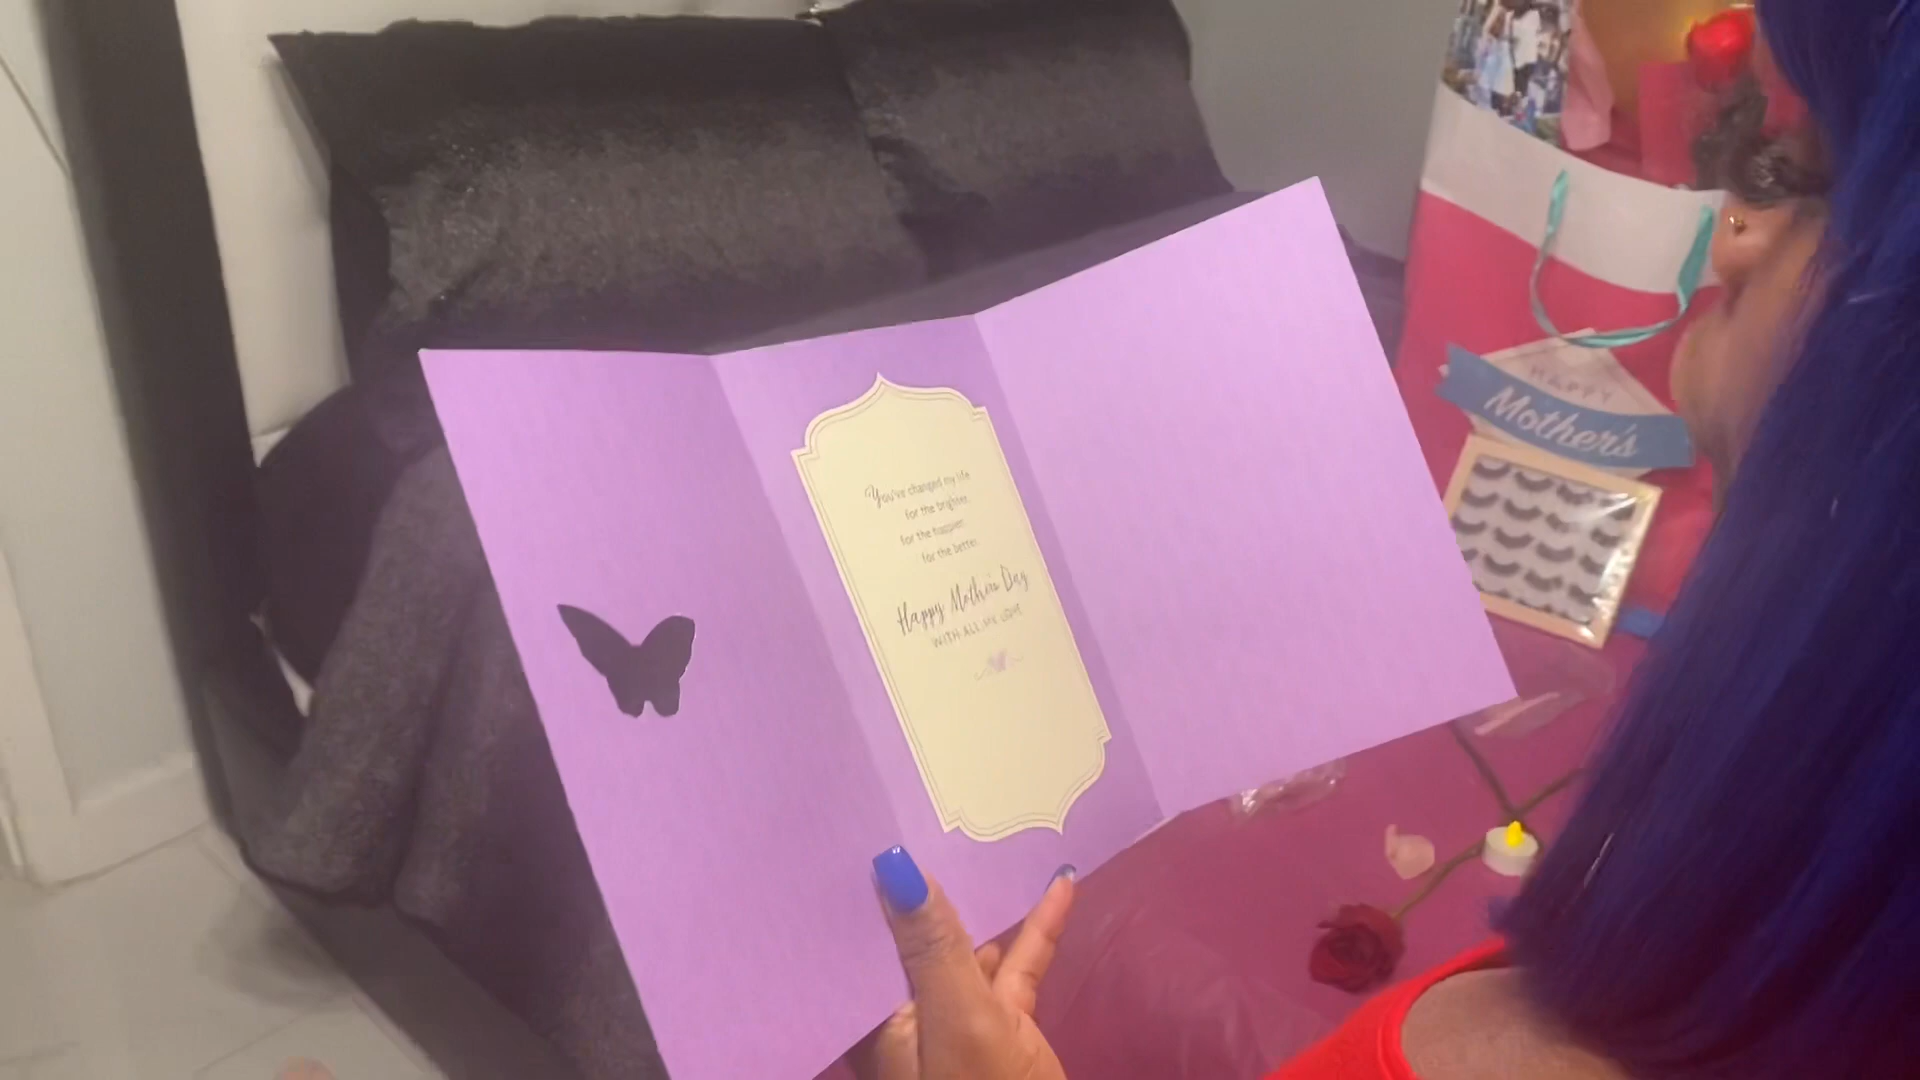 You've changed my life
for the brighter,
for the happier,
for the better.
Happy Mother's Day
WITH ALL MY LOVE
HAPPY
Mother's